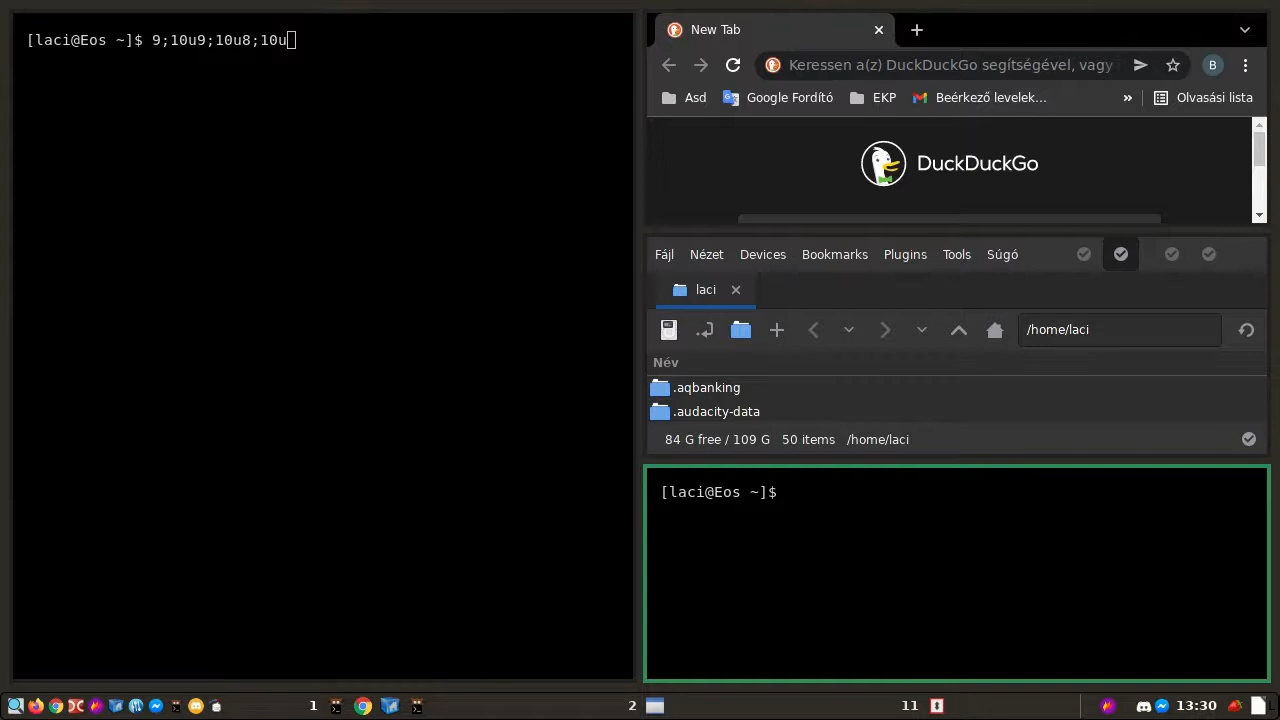 [laci@Eos ~]$ 9;10u9;10u8;10u
New Tab
Keressen a(z) DuckDuckGo segítségével, vagy
B
Asd
Google Fordító
EKP
Beérkező levelek...
»
Olvasási lista
DuckDuckGo
Fájl Nézet Devices Bookmarks Plugins Tools Súgó
laci
/home/laci
Név
.aqbanking
.audacity-data
84 G free / 109 G 50 items /home/laci
[laci@Eos ~]$
1 2 11 13:30